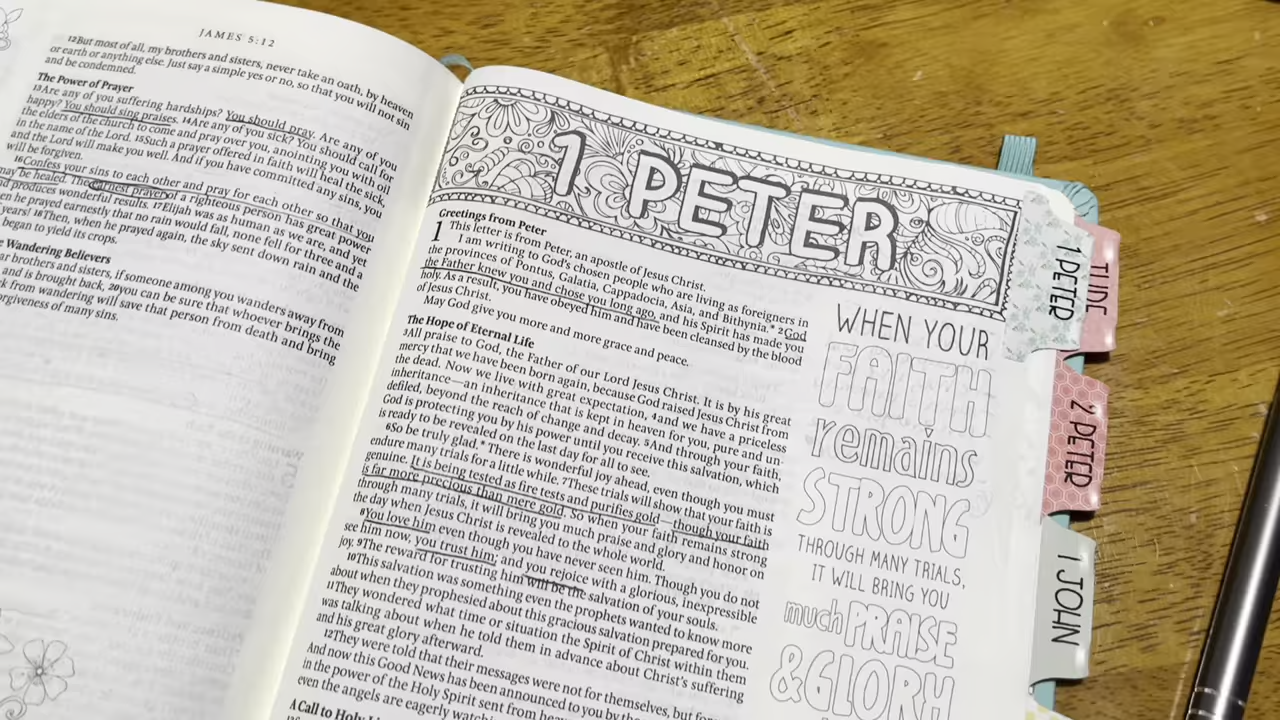 JAMES 5:12
12But most of all, my brothers and sisters, never take an oath, by heaven
or earth or anything else. Just say a simple yes or no, so that you will not sin
and be condemned.
The Power of Prayer
13Are any of you suffering hardships? You should pray. Are any of you
happy? You should sing praises. 14Are any of you sick? You should call for
the elders of the church to come and pray over you, anointing you with oil
in the name of the Lord. 15Such a prayer offered in faith will heal the sick,
and the Lord will make you well. And if you have committed any sins, you
will be forgiven.
16Confess your sins to each other and pray for each other so that you
may be healed. The earnest prayer of a righteous person has great power
produces wonderful results. 17Elijah was as human as we are, and yet
he prayed earnestly that no rain would fall, none fell for three and a
years! 18Then, when he prayed again, the sky sent down rain and the
began to yield its crops.
Wandering Believers
brothers and sisters, if someone among you wanders away from
and is brought back, 20you can be sure that whoever brings the
from wandering will save that person from death and bring
forgiveness of many sins.
1 PETER
Greetings from Peter
1 This letter is from Peter, an apostle of Jesus Christ.
I am writing to God's chosen people who are living as foreigners in
the provinces of Pontus, Galatia, Cappadocia, Asia, and Bithynia.* 2God
the Father knew you and chose you long ago, and his Spirit has made you
holy. As a result, you have obeyed him and have been cleansed by the blood
of Jesus Christ.
May God give you more and more grace and peace.
The Hope of Eternal Life
3All praise to God, the Father of our Lord Jesus Christ. It is by his great
mercy that we have been born again, because God raised Jesus Christ from
the dead. Now we live with great expectation, 4and we have a priceless
inheritance—an inheritance that is kept in heaven for you, pure and un-
defiled, beyond the reach of change and decay. 5And through your faith,
God is protecting you by his power until you receive this salvation, which
is ready to be revealed on the last day for all to see.
6So be truly glad.* There is wonderful joy ahead, even though you must
endure many trials for a little while. 7These trials will show that your faith is
genuine. It is being tested as fire tests and purifies gold—though your faith
is far more precious than mere gold. So when your faith remains strong
through many trials, it will bring you much praise and glory and honor on
the day when Jesus Christ is revealed to the whole world.
8You love him even though you have never seen him. Though you do not
see him now, you trust him; and you rejoice with a glorious, inexpressible
joy. 9The reward for trusting him will be the salvation of your souls.
10This salvation was something even the prophets wanted to know more
about when they prophesied about this gracious salvation prepared for you.
11They wondered what time or situation the Spirit of Christ within them
was talking about when he told them in advance about Christ's suffering
and his great glory afterward.
12They were told that their messages were not for themselves, but for
And now this Good News has been announced to you by
in the power of the Holy Spirit sent from
even the angels are eagerly
A Call to Holy
WHEN YOUR
FAITH
remains
STRONG
THROUGH MANY TRIALS,
IT WILL BRING YOU
much PRAISE
& GLORY
1 PETER
2 PETER
1 JOHN